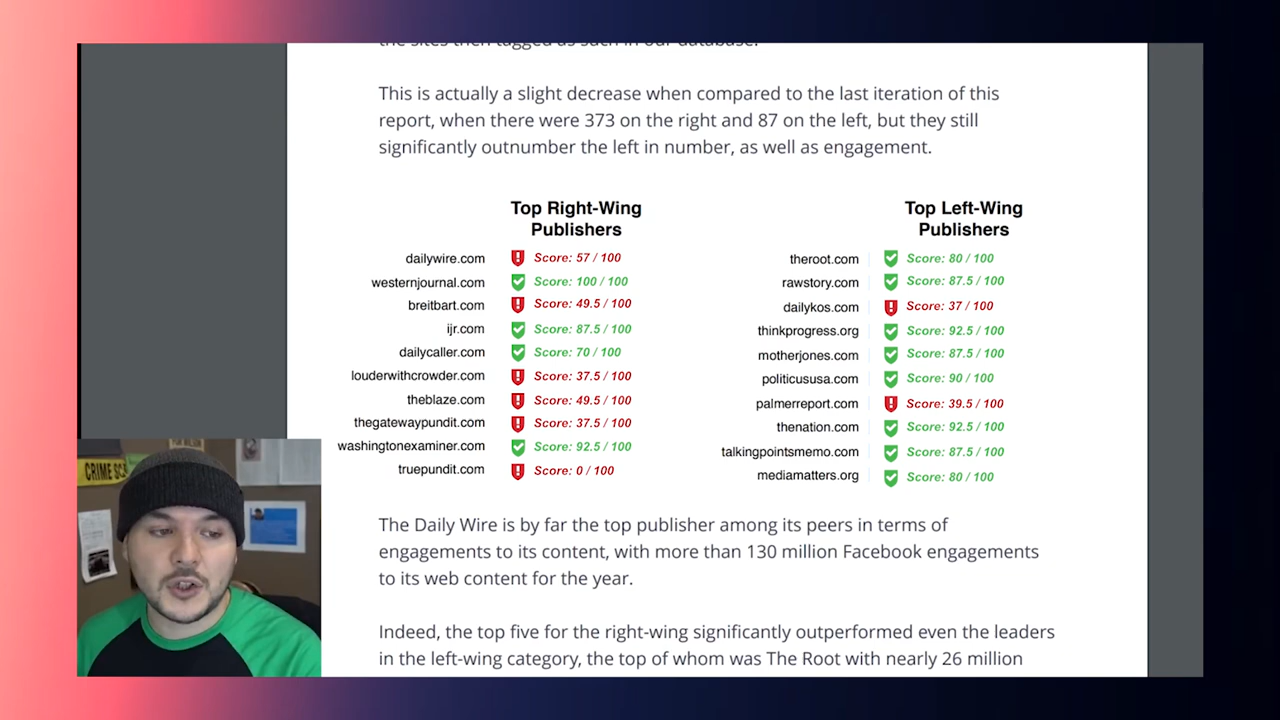 the sites then tagged as such in our database.
This is actually a slight decrease when compared to the last iteration of this
report, when there were 373 on the right and 87 on the left, but they still
significantly outnumber the left in number, as well as engagement.
Top Right-Wing
Publishers
dailywire.com Score: 57 / 100
westernjournal.com Score: 100 / 100
breitbart.com Score: 49.5 / 100
ijr.com Score: 87.5 / 100
dailycaller.com Score: 70 / 100
louderwithcrowder.com Score: 37.5 / 100
theblaze.com Score: 49.5 / 100
thegatewaypundit.com Score: 37.5 / 100
washingtonexaminer.com Score: 92.5 / 100
truepundit.com Score: 0 / 100
Top Left-Wing
Publishers
theroot.com Score: 80 / 100
rawstory.com Score: 87.5 / 100
dailykos.com Score: 37 / 100
thinkprogress.org Score: 92.5 / 100
motherjones.com Score: 87.5 / 100
politicususa.com Score: 90 / 100
palmerreport.com Score: 39.5 / 100
thenation.com Score: 92.5 / 100
talkingpointsmemo.com Score: 87.5 / 100
mediamatters.org Score: 80 / 100
The Daily Wire is by far the top publisher among its peers in terms of
engagements to its content, with more than 130 million Facebook engagements
to its web content for the year.
Indeed, the top five for the right-wing significantly outperformed even the leaders
in the left-wing category, the top of whom was The Root with nearly 26 million
CRIME SC